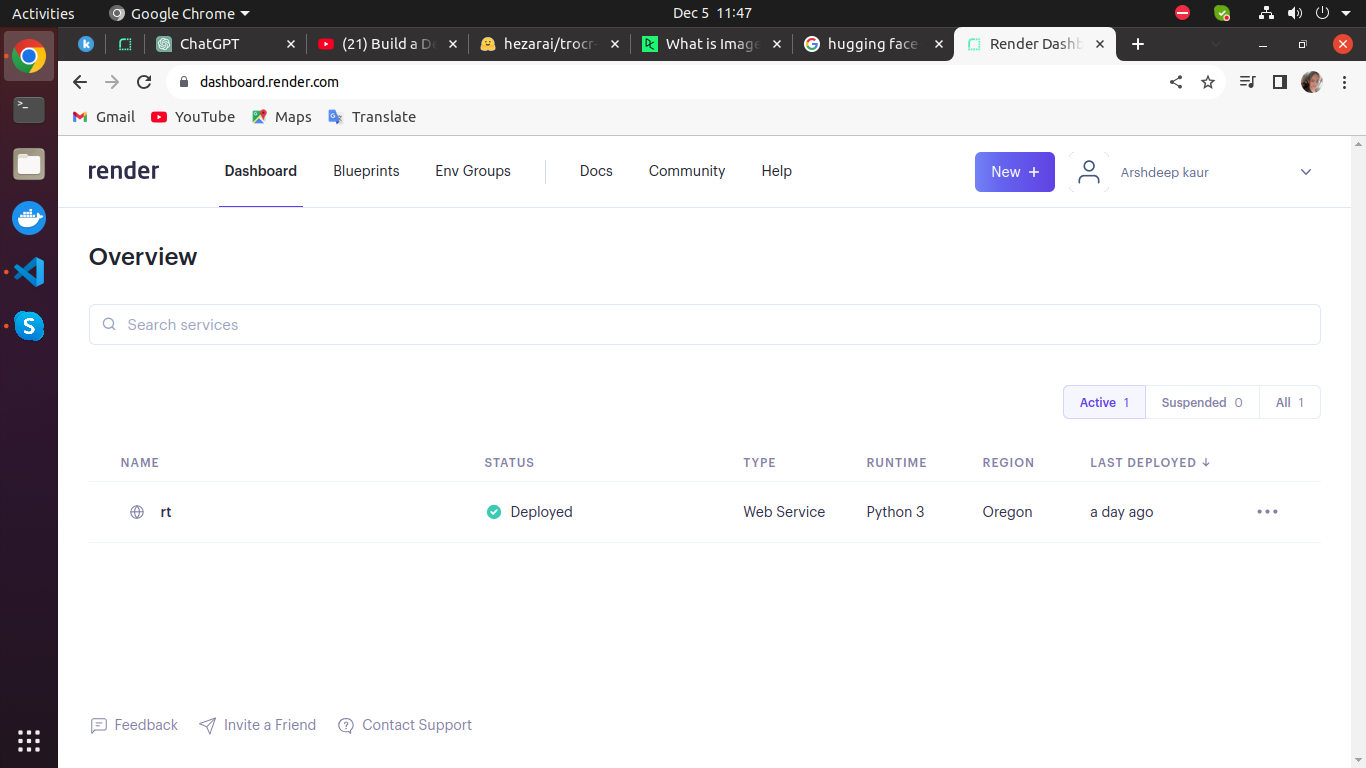 Activities Google Chrome Dec 5 11:47
ChatGPT (21) Build a De hezarai/trocr- What is Image hugging face Render Dashb
dashboard.render.com
Gmail YouTube Maps Translate
render Dashboard Blueprints Env Groups Docs Community Help New + Arshdeep kaur
Overview
Search services
Active 1 Suspended 0 All 1
NAME STATUS TYPE RUNTIME REGION LAST DEPLOYED ↓
rt Deployed Web Service Python 3 Oregon a day ago
Feedback Invite a Friend Contact Support